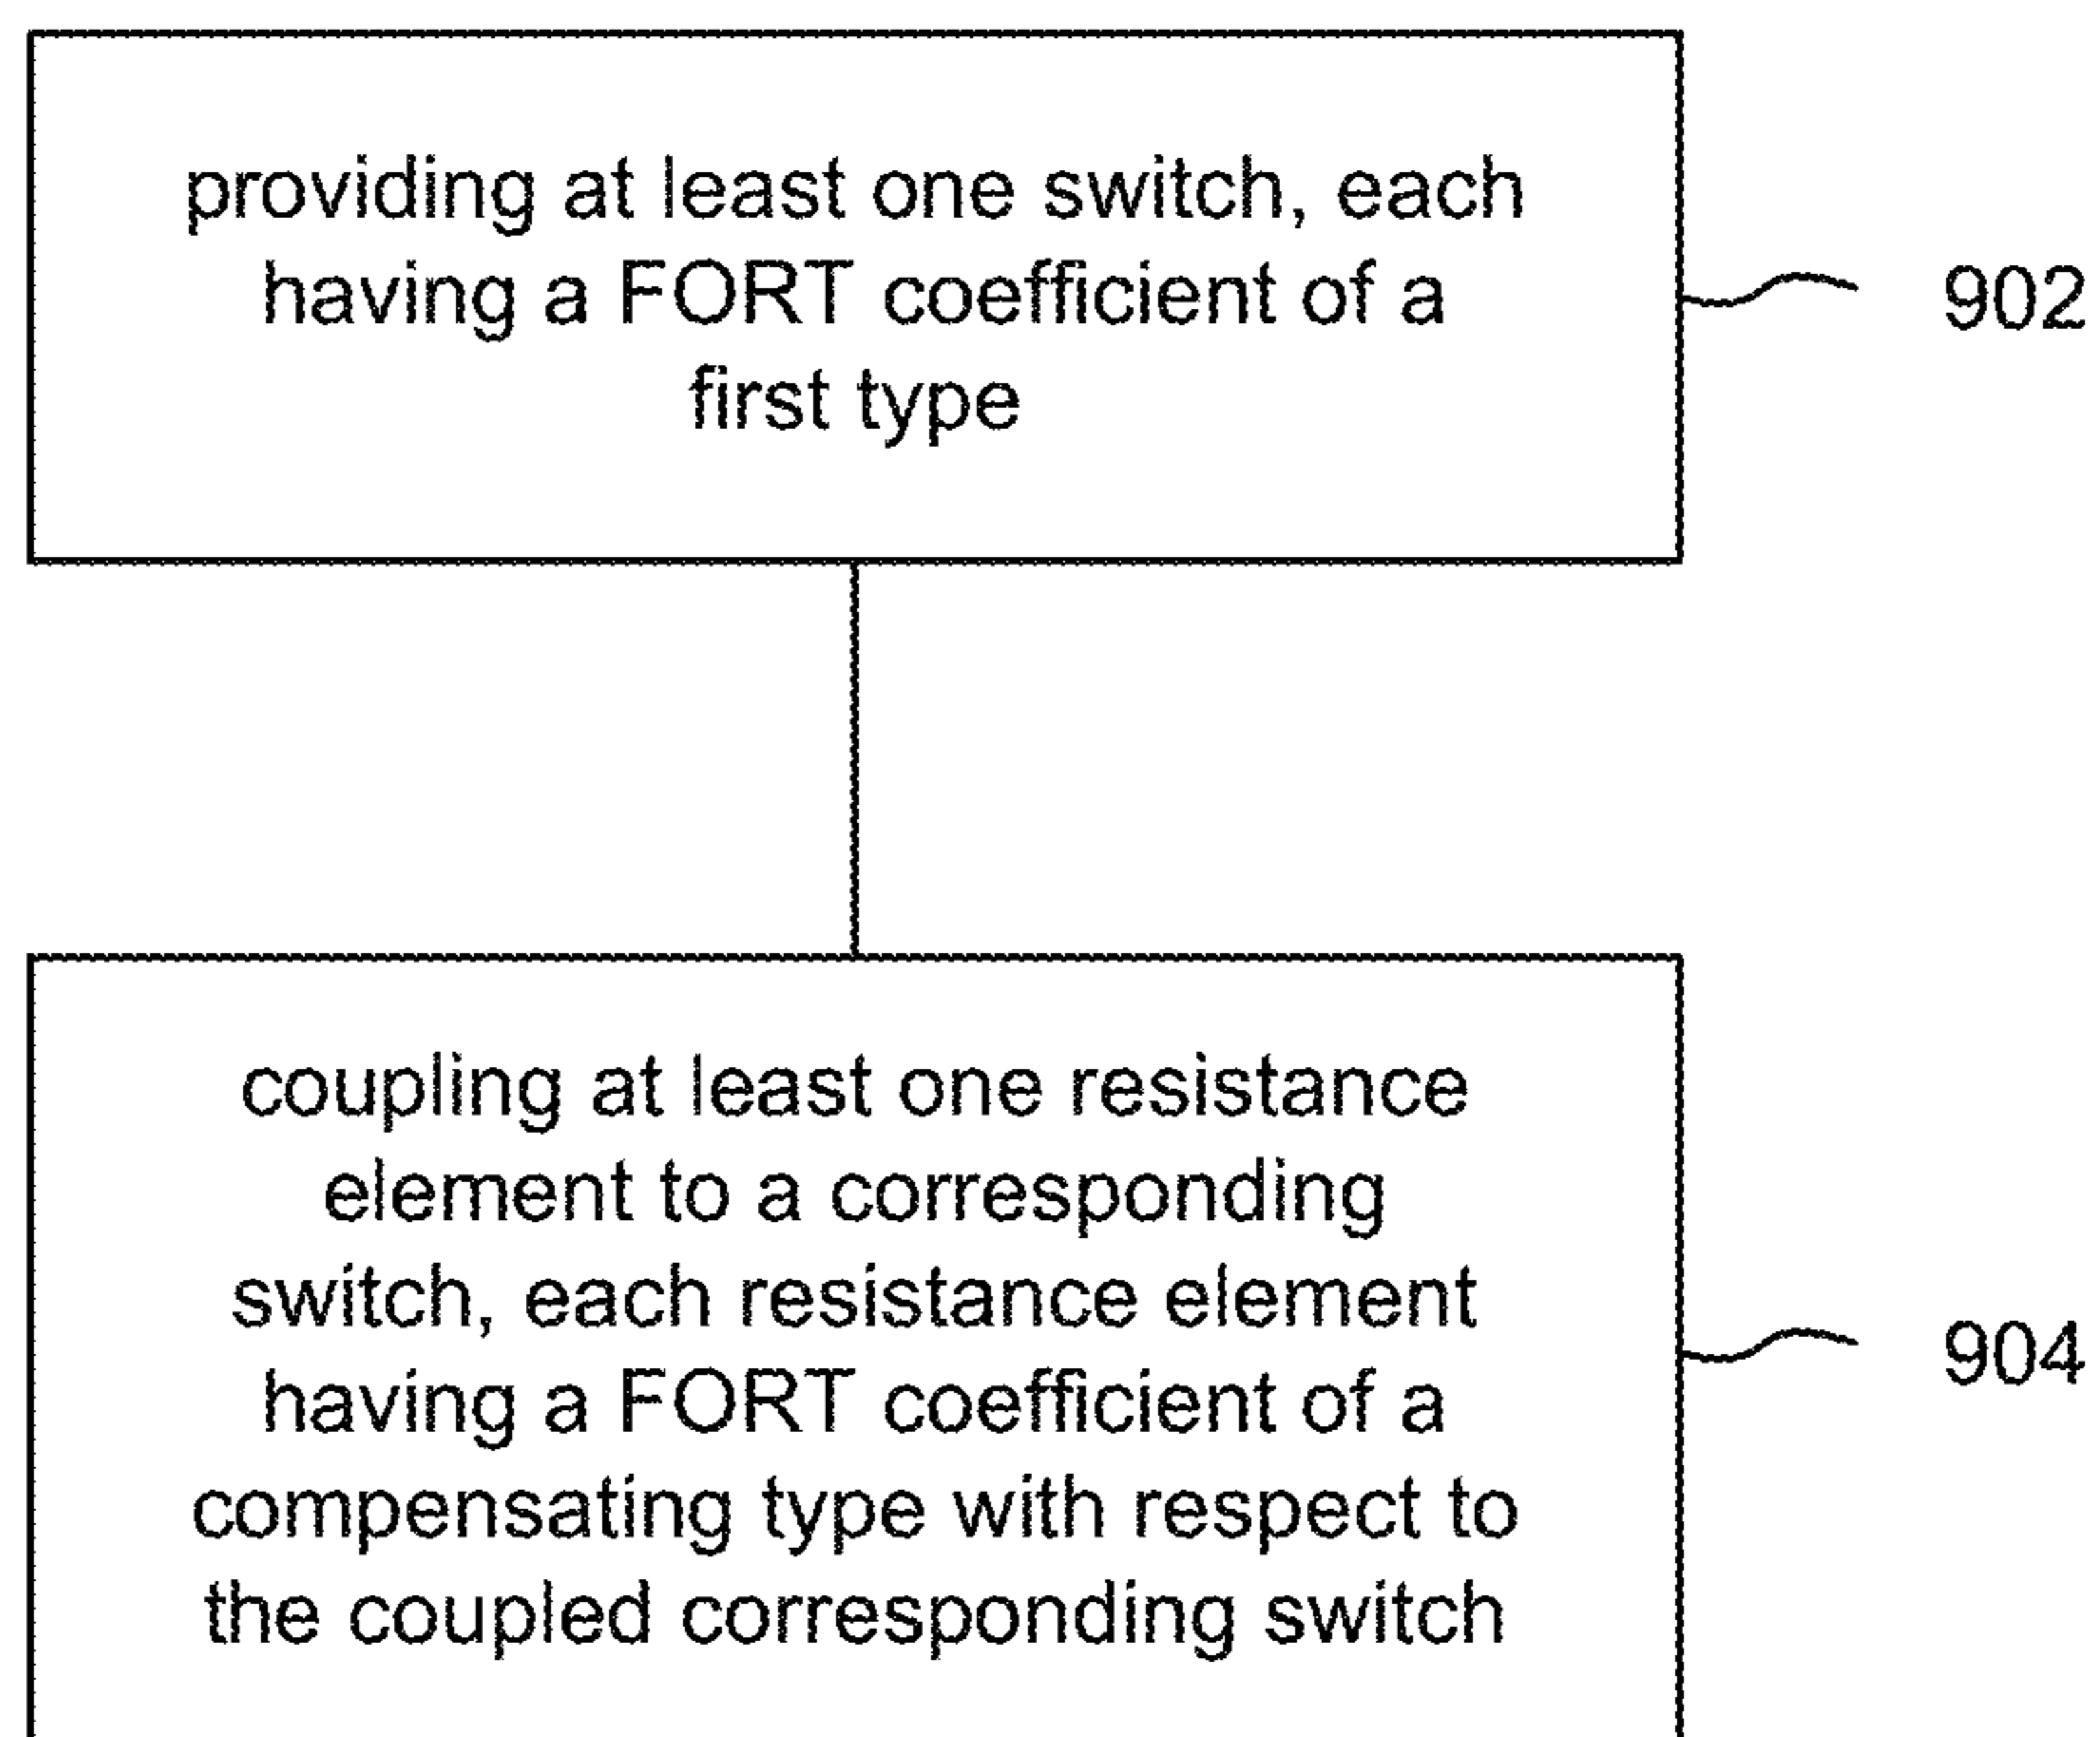 providing at least one switch, each
having a FORT coefficient of a
first type
902
coupling at least one resistance
element to a corresponding
switch, each resistance element
having a FORT coefficient of a
compensating type with respect to
the coupled corresponding switch
904